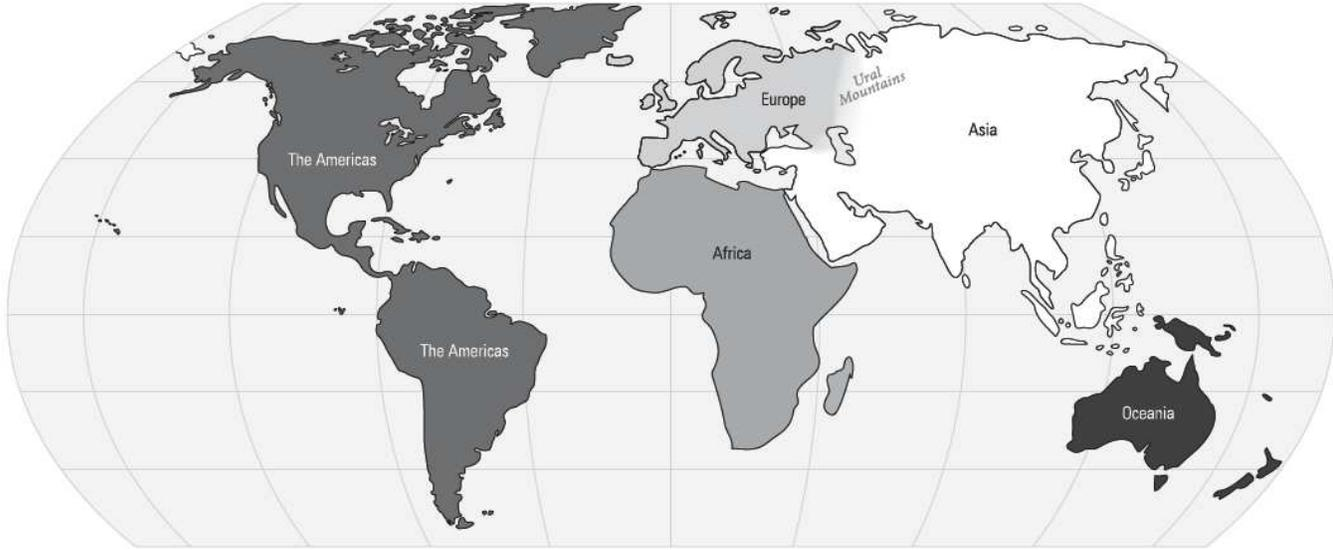 Ural
Mountains
Europe
Asia
The Americas
Africa
The Americas
Oceania